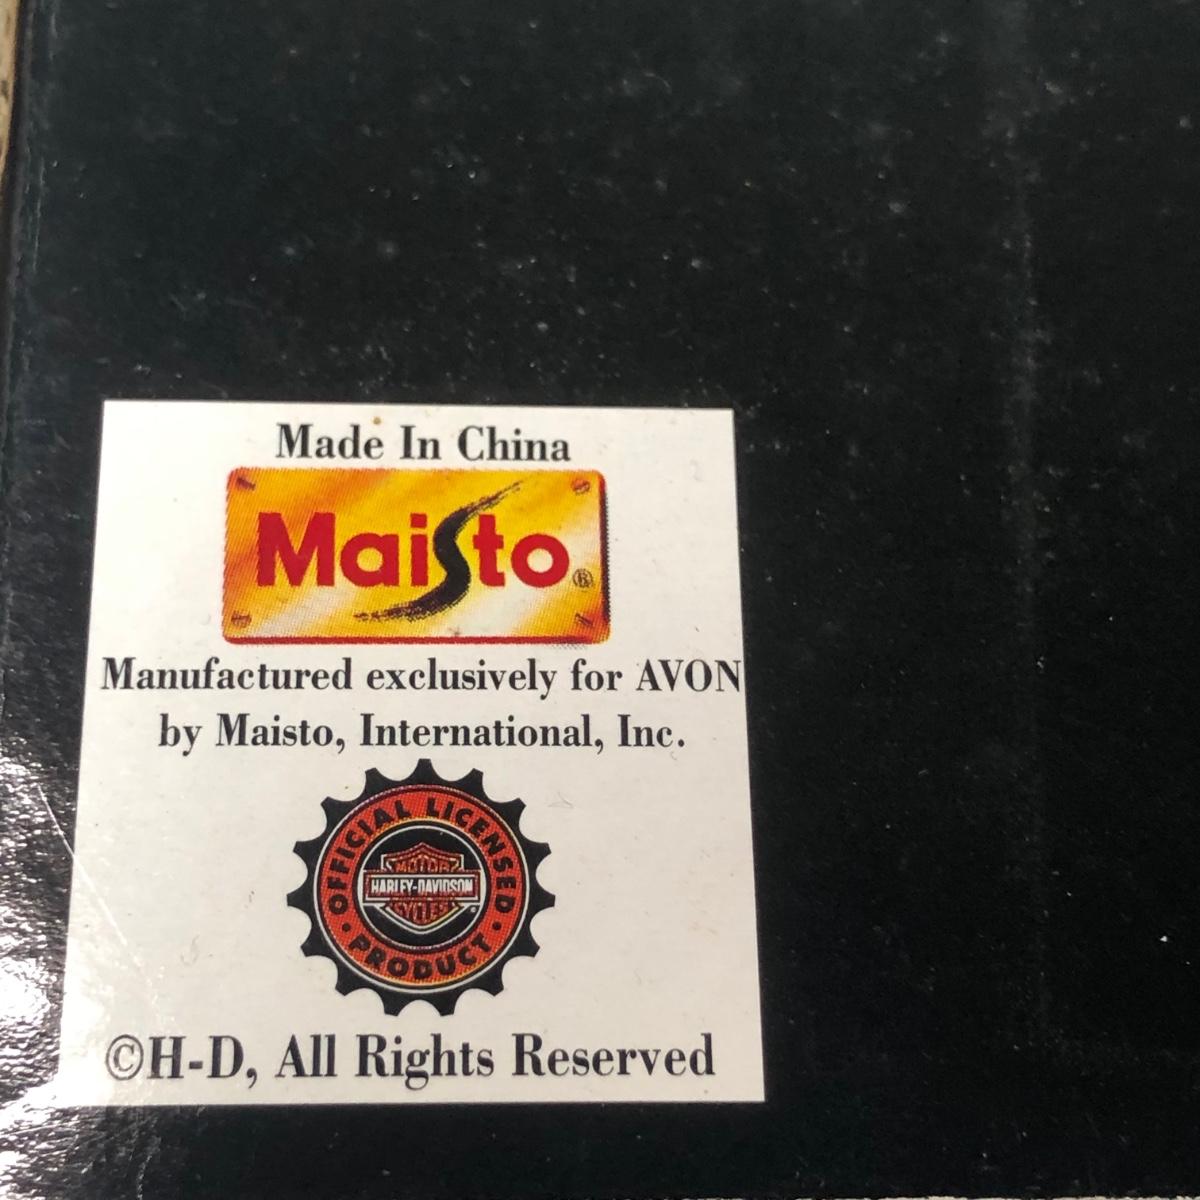 Made In China
Maisto®
Manufactured exclusively for AVON
by Maisto, International, Inc.
OFFICIAL LICENSED
MOTOR
HARLEY-DAVIDSON
CYCLES
PRODUCT
©H-D, All Rights Reserved